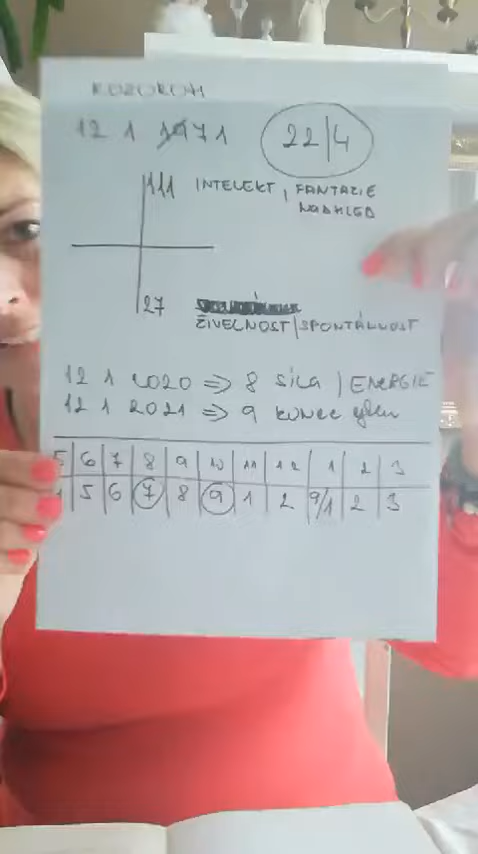 KOZOROH
12 1 1971 22/4
111 INTELEKT, FANTAZIE
NADHLED
27
ŽIVELNOST/SPONTÁNNOST
12 1 2020 => 8 SÍLA / ENERGIE
12 1 2021 => 9 KONEC
5 6 7 8 9 10 11 12 1 2 3
5 6 7 8 9 1 2 9/1 2 3